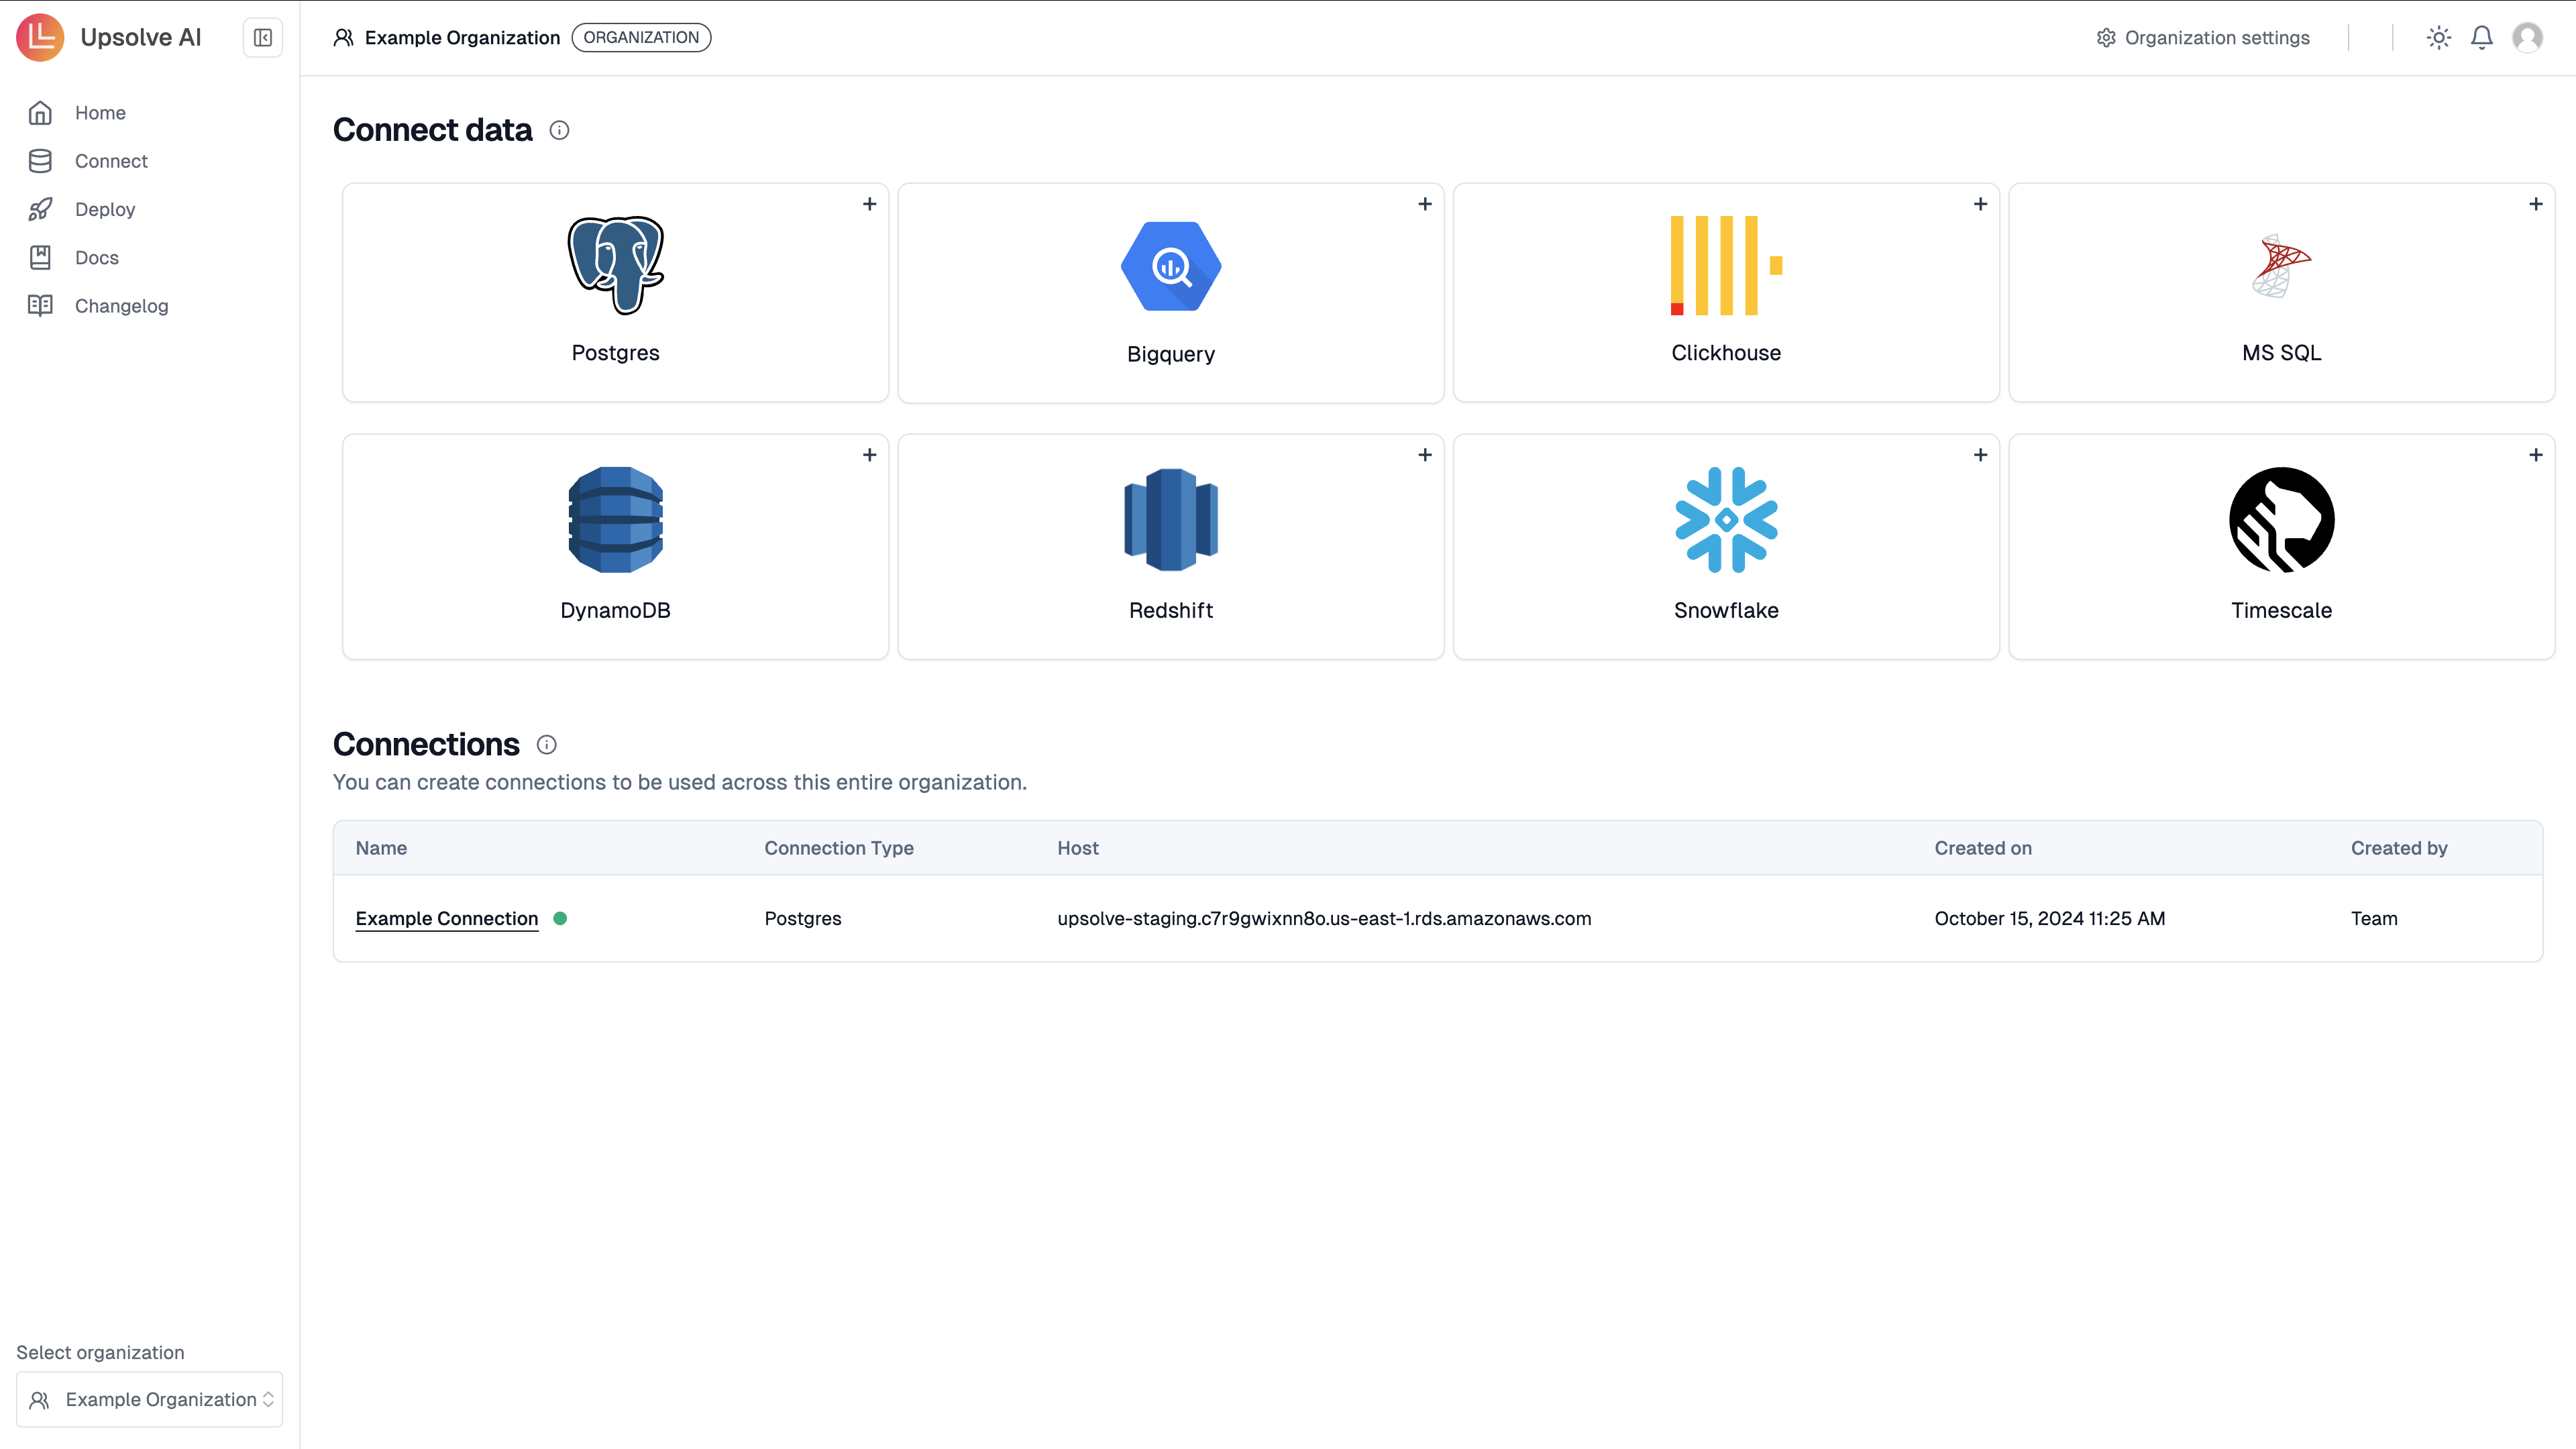 Upsolve AI
Example Organization ORGANIZATION
Organization settings
Home
Connect
Deploy
Docs
Changelog
Connect data
Postgres
Bigquery
Clickhouse
MS SQL
DynamoDB
Redshift
Snowflake
Timescale
Connections
You can create connections to be used across this entire organization.
Name Connection Type Host Created on Created by
Example Connection Postgres upsolve-staging.c7r9gwixnn8o.us-east-1.rds.amazonaws.com October 15, 2024 11:25 AM Team
Select organization
Example Organization